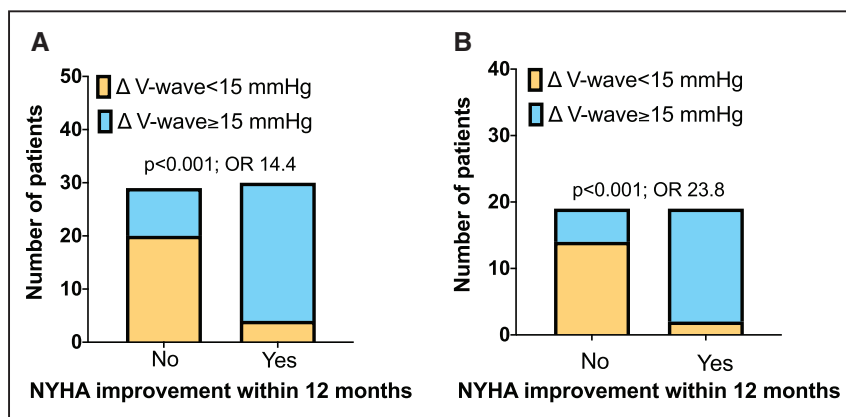 A
Δ V-wave<15 mmHg
Δ V-wave≥15 mmHg
p<0.001; OR 14.4
Number of patients
50
40
30
20
10
0
No Yes
NYHA improvement within 12 months
B
Δ V-wave<15 mmHg
Δ V-wave≥15 mmHg
p<0.001; OR 23.8
Number of patients
40
30
20
10
0
No Yes
NYHA improvement within 12 months